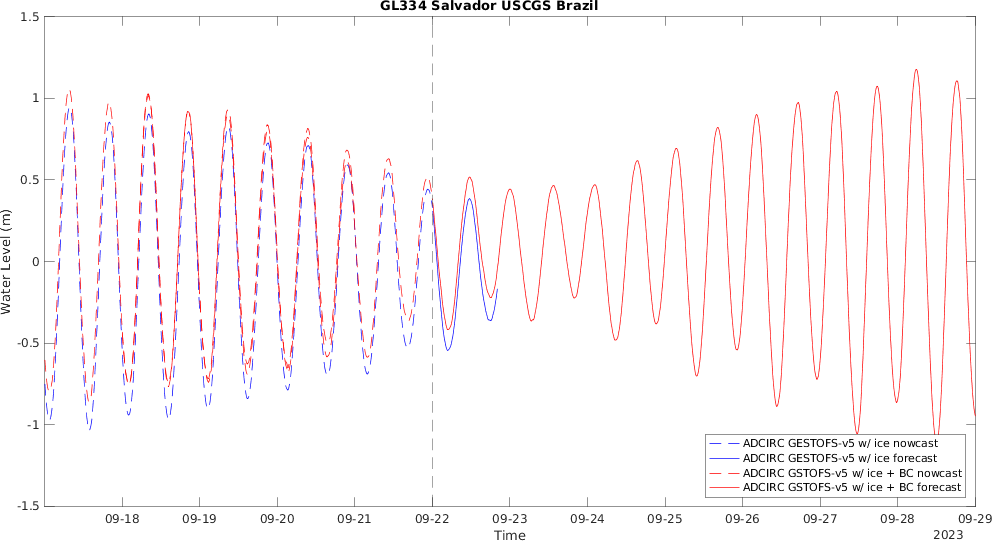 GL334 Salvador USCGS Brazil
Water Level (m)
1.5
1
0.5
0
-0.5
-1
-1.5
ADCIRC GESTOFS-v5 w/ ice nowcast
ADCIRC GESTOFS-v5 w/ ice forecast
ADCIRC GSTOFS-v5 w/ ice + BC nowcast
ADCIRC GSTOFS-v5 w/ ice + BC forecast
09-18 09-19 09-20 09-21 09-22 09-23 09-24 09-25 09-26 09-27 09-28 09-29
Time
2023